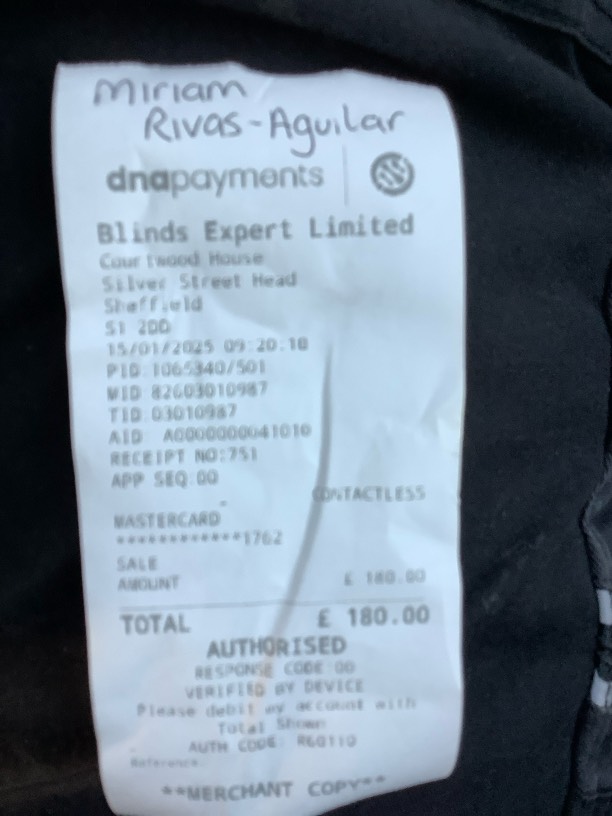 Miriam
Rivas-Aguilar
dnapayments
Blinds Expert Limited
Courtwood House
Silver Street Head
Sheffield
S1 2DD
15/01/2025 09:20:18
PID:1065340/501
MID 82603010987
TID 03010987
AID A0000000041010
RECEIPT NO:751
APP SEQ:00
CONTACTLESS
MASTERCARD
************1762
SALE
AMOUNT £ 180.00
TOTAL £ 180.00
AUTHORISED
RESPONSE CODE:00
VERIFIED BY DEVICE
Please debit my account with
Total Shown
AUTH CODE: R60110
Reference:
**MERCHANT COPY**